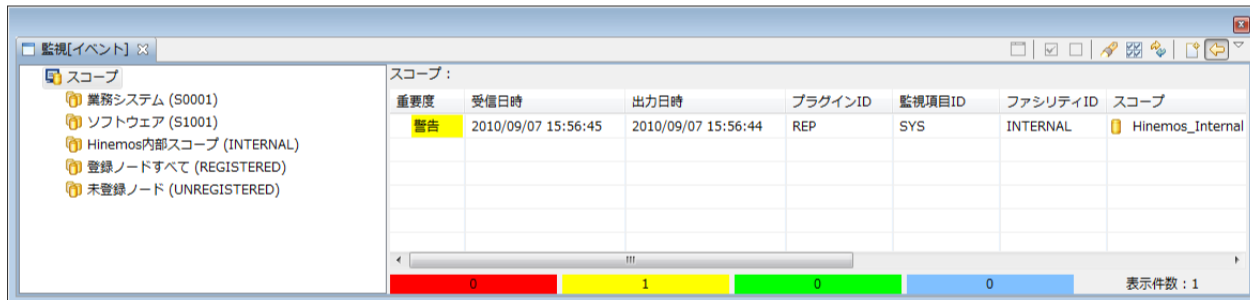 監視[イベント]
スコープ
業務システム (S0001)
ソフトウェア (S1001)
Hinemos内部スコープ (INTERNAL)
登録ノードすべて (REGISTERED)
未登録ノード (UNREGISTERED)
スコープ :
重要度 受信日時 出力日時 プラグインID 監視項目ID ファシリティID スコープ
警告 2010/09/07 15:56:45 2010/09/07 15:56:44 REP SYS INTERNAL Hinemos_Internal
0 1 0 0 表示件数 : 1